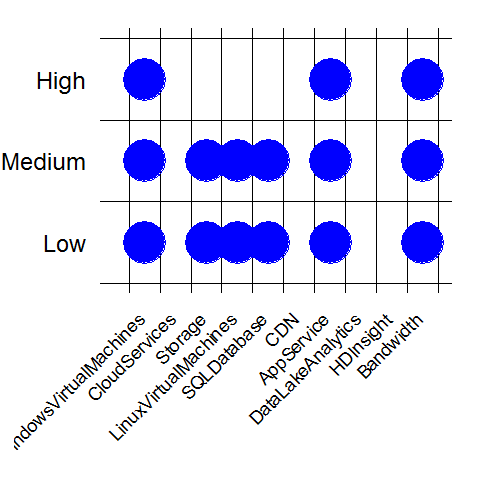 High
Medium
Low
ndowsVirtualMachines
CloudServices
Storage
LinuxVirtualMachines
SQLDatabase
CDN
AppService
DataLakeAnalytics
HDInsight
Bandwidth